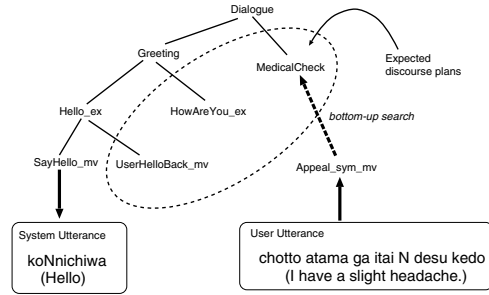 Dialogue
Greeting
MedicalCheck
Expected
discourse plans
Hello_ex
HowAreYou_ex
bottom-up search
SayHello_mv
UserHelloBack_mv
Appeal_sym_mv
System Utterance
koNnichiwa
(Hello)
User Utterance
chotto atama ga itai N desu kedo
(I have a slight headache.)